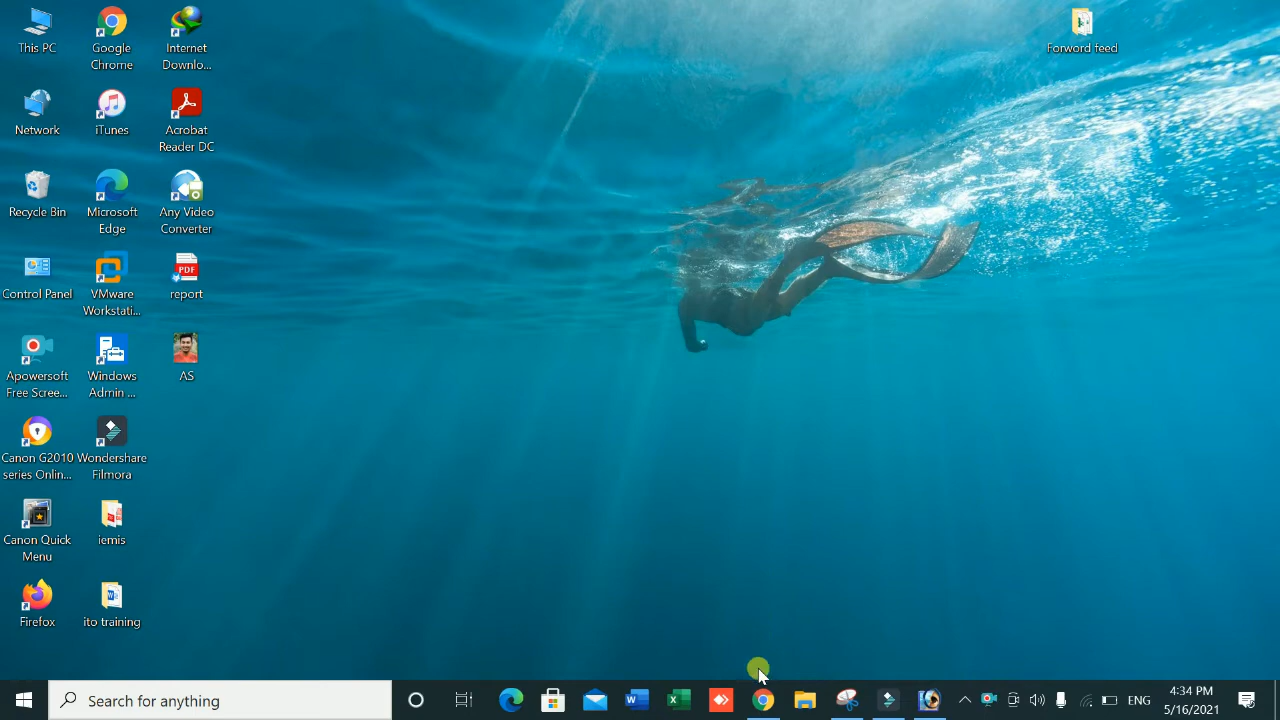 This PC
Google
Chrome
Internet
Downlo...
Forword feed
Network
iTunes
Acrobat
Reader DC
Recycle Bin
Microsoft
Edge
Any Video
Converter
Control Panel
VMware
Workstati...
report
Apowersoft
Free Scree...
Windows
Admin ...
AS
Canon G2010
series Onlin...
Wondershare
Filmora
Canon Quick
Menu
iemis
Firefox
ito training
Search for anything
ENG
4:34 PM
5/16/2021
PDF